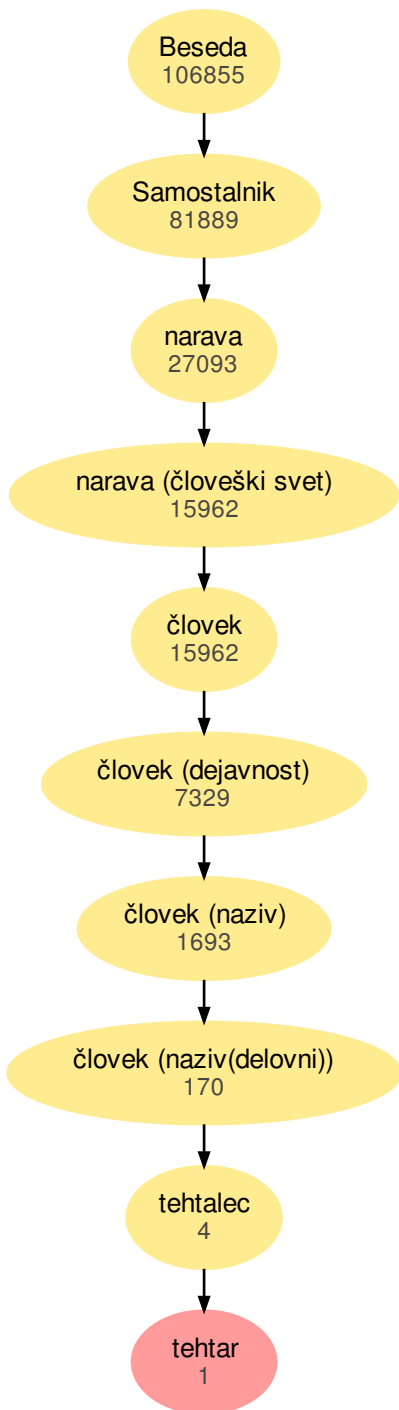 Beseda
106855
Samostalnik
81889
narava
27093
narava (človeški svet)
15962
človek
15962
človek (dejavnost)
7329
človek (naziv)
1693
človek (naziv(delovni))
170
tehtalec
4
tehtar
1